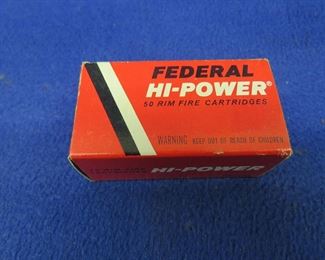 FEDERAL
HI-POWER®
50 RIM FIRE CARTRIDGES
WARNING KEEP OUT OF REACH OF CHILDREN
HI-POWER